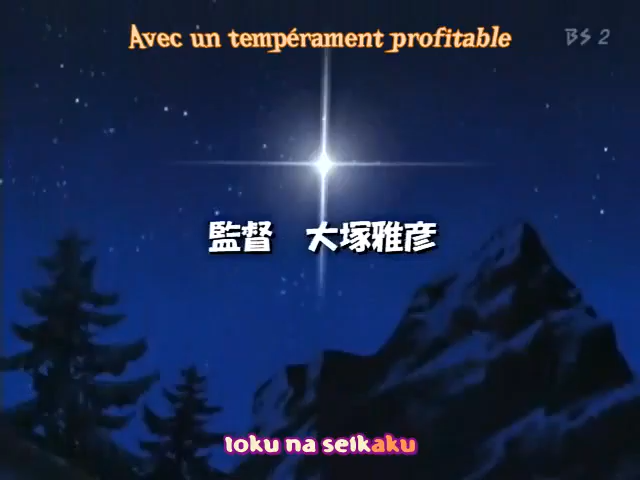 Avec un tempérament profitable
BS 2
監督 大塚雅彦
toku na seikaku